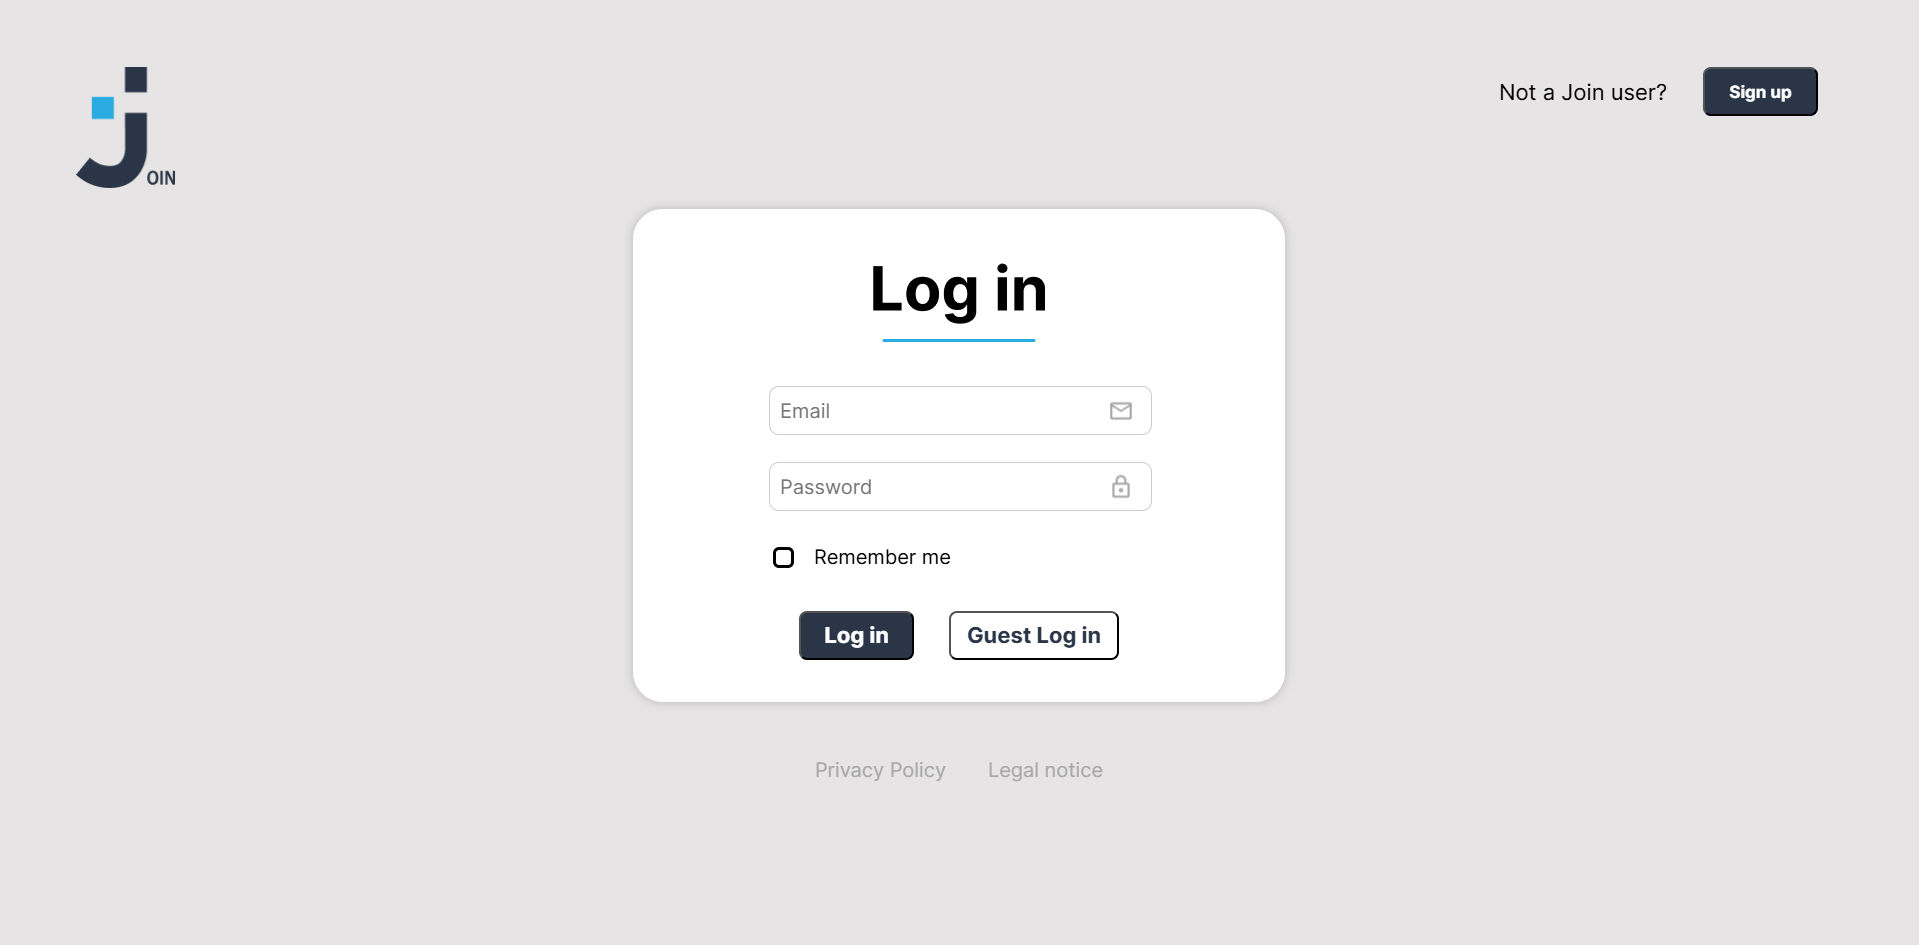 JOIN
Not a Join user?
Sign up
Log in
Email
Password
Remember me
Log in
Guest Log in
Privacy Policy
Legal notice